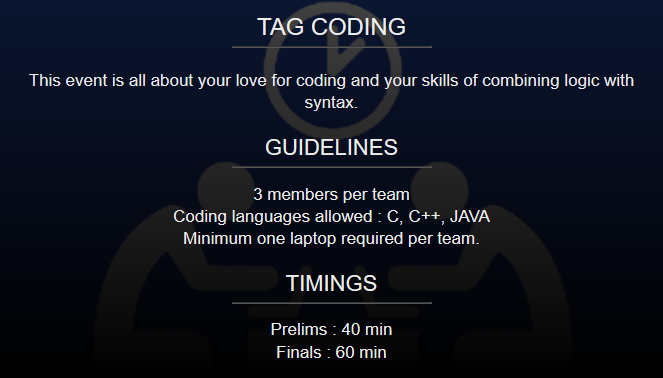 TAG CODING
This event is all about your love for coding and your skills of combining logic with
syntax.
GUIDELINES
3 members per team
Coding languages allowed : C, C++, JAVA
Minimum one laptop required per team.
TIMINGS
Prelims : 40 min
Finals : 60 min